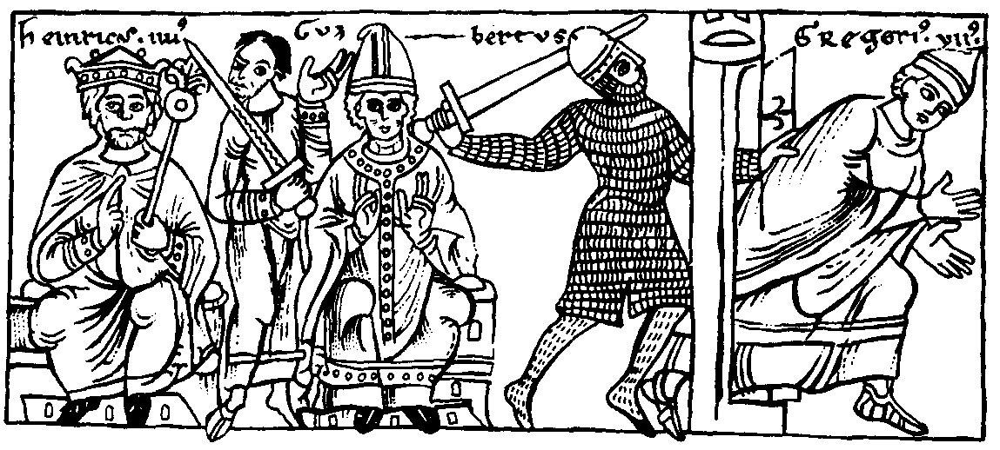 heinricus. iiii᷒
Gui — bertus
Gregori᷒. vii᷒.